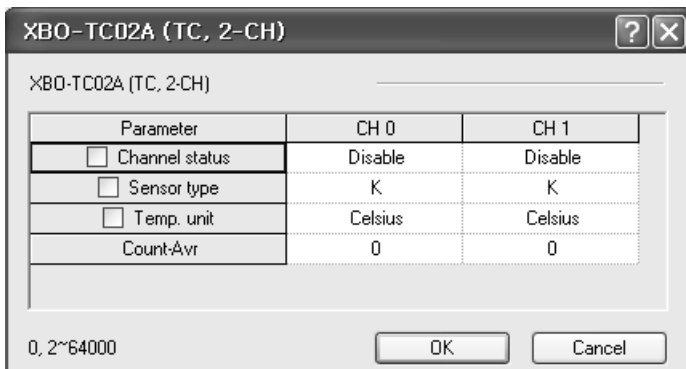 XBO-TC02A (TC, 2-CH)
XBO-TC02A (TC, 2-CH)
Parameter CH 0 CH 1
Channel status Disable Disable
Sensor type K K
Temp. unit Celsius Celsius
Count-Avr 0 0
0, 2~64000 OK Cancel